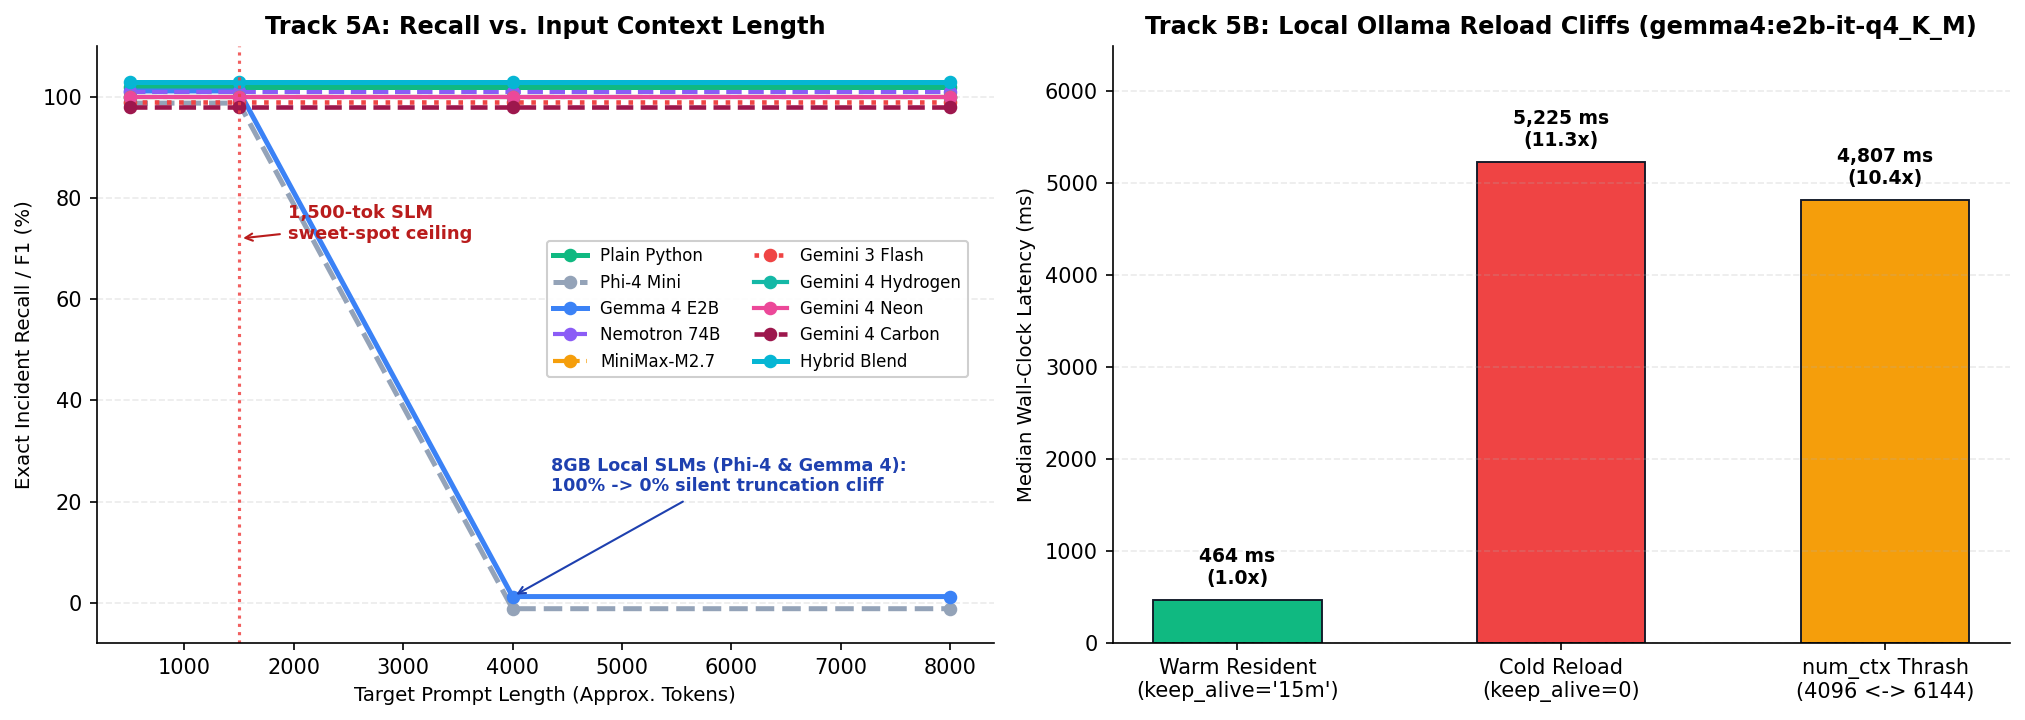 Track 5A: Recall vs. Input Context Length
Exact Incident Recall / F1 (%)
100
80
60
40
20
0
1,500-tok SLM
sweet-spot ceiling
Plain Python
Phi-4 Mini
Gemma 4 E2B
Nemotron 74B
MiniMax-M2.7
Gemini 3 Flash
Gemini 4 Hydrogen
Gemini 4 Neon
Gemini 4 Carbon
Hybrid Blend
8GB Local SLMs (Phi-4 & Gemma 4):
100% -> 0% silent truncation cliff
1000 2000 3000 4000 5000 6000 7000 8000
Target Prompt Length (Approx. Tokens)
Track 5B: Local Ollama Reload Cliffs (gemma4:e2b-it-q4_K_M)
Median Wall-Clock Latency (ms)
6000
5000
4000
3000
2000
1000
0
464 ms
(1.0x)
5,225 ms
(11.3x)
4,807 ms
(10.4x)
Warm Resident
(keep_alive='15m')
Cold Reload
(keep_alive=0)
num_ctx Thrash
(4096 <-> 6144)